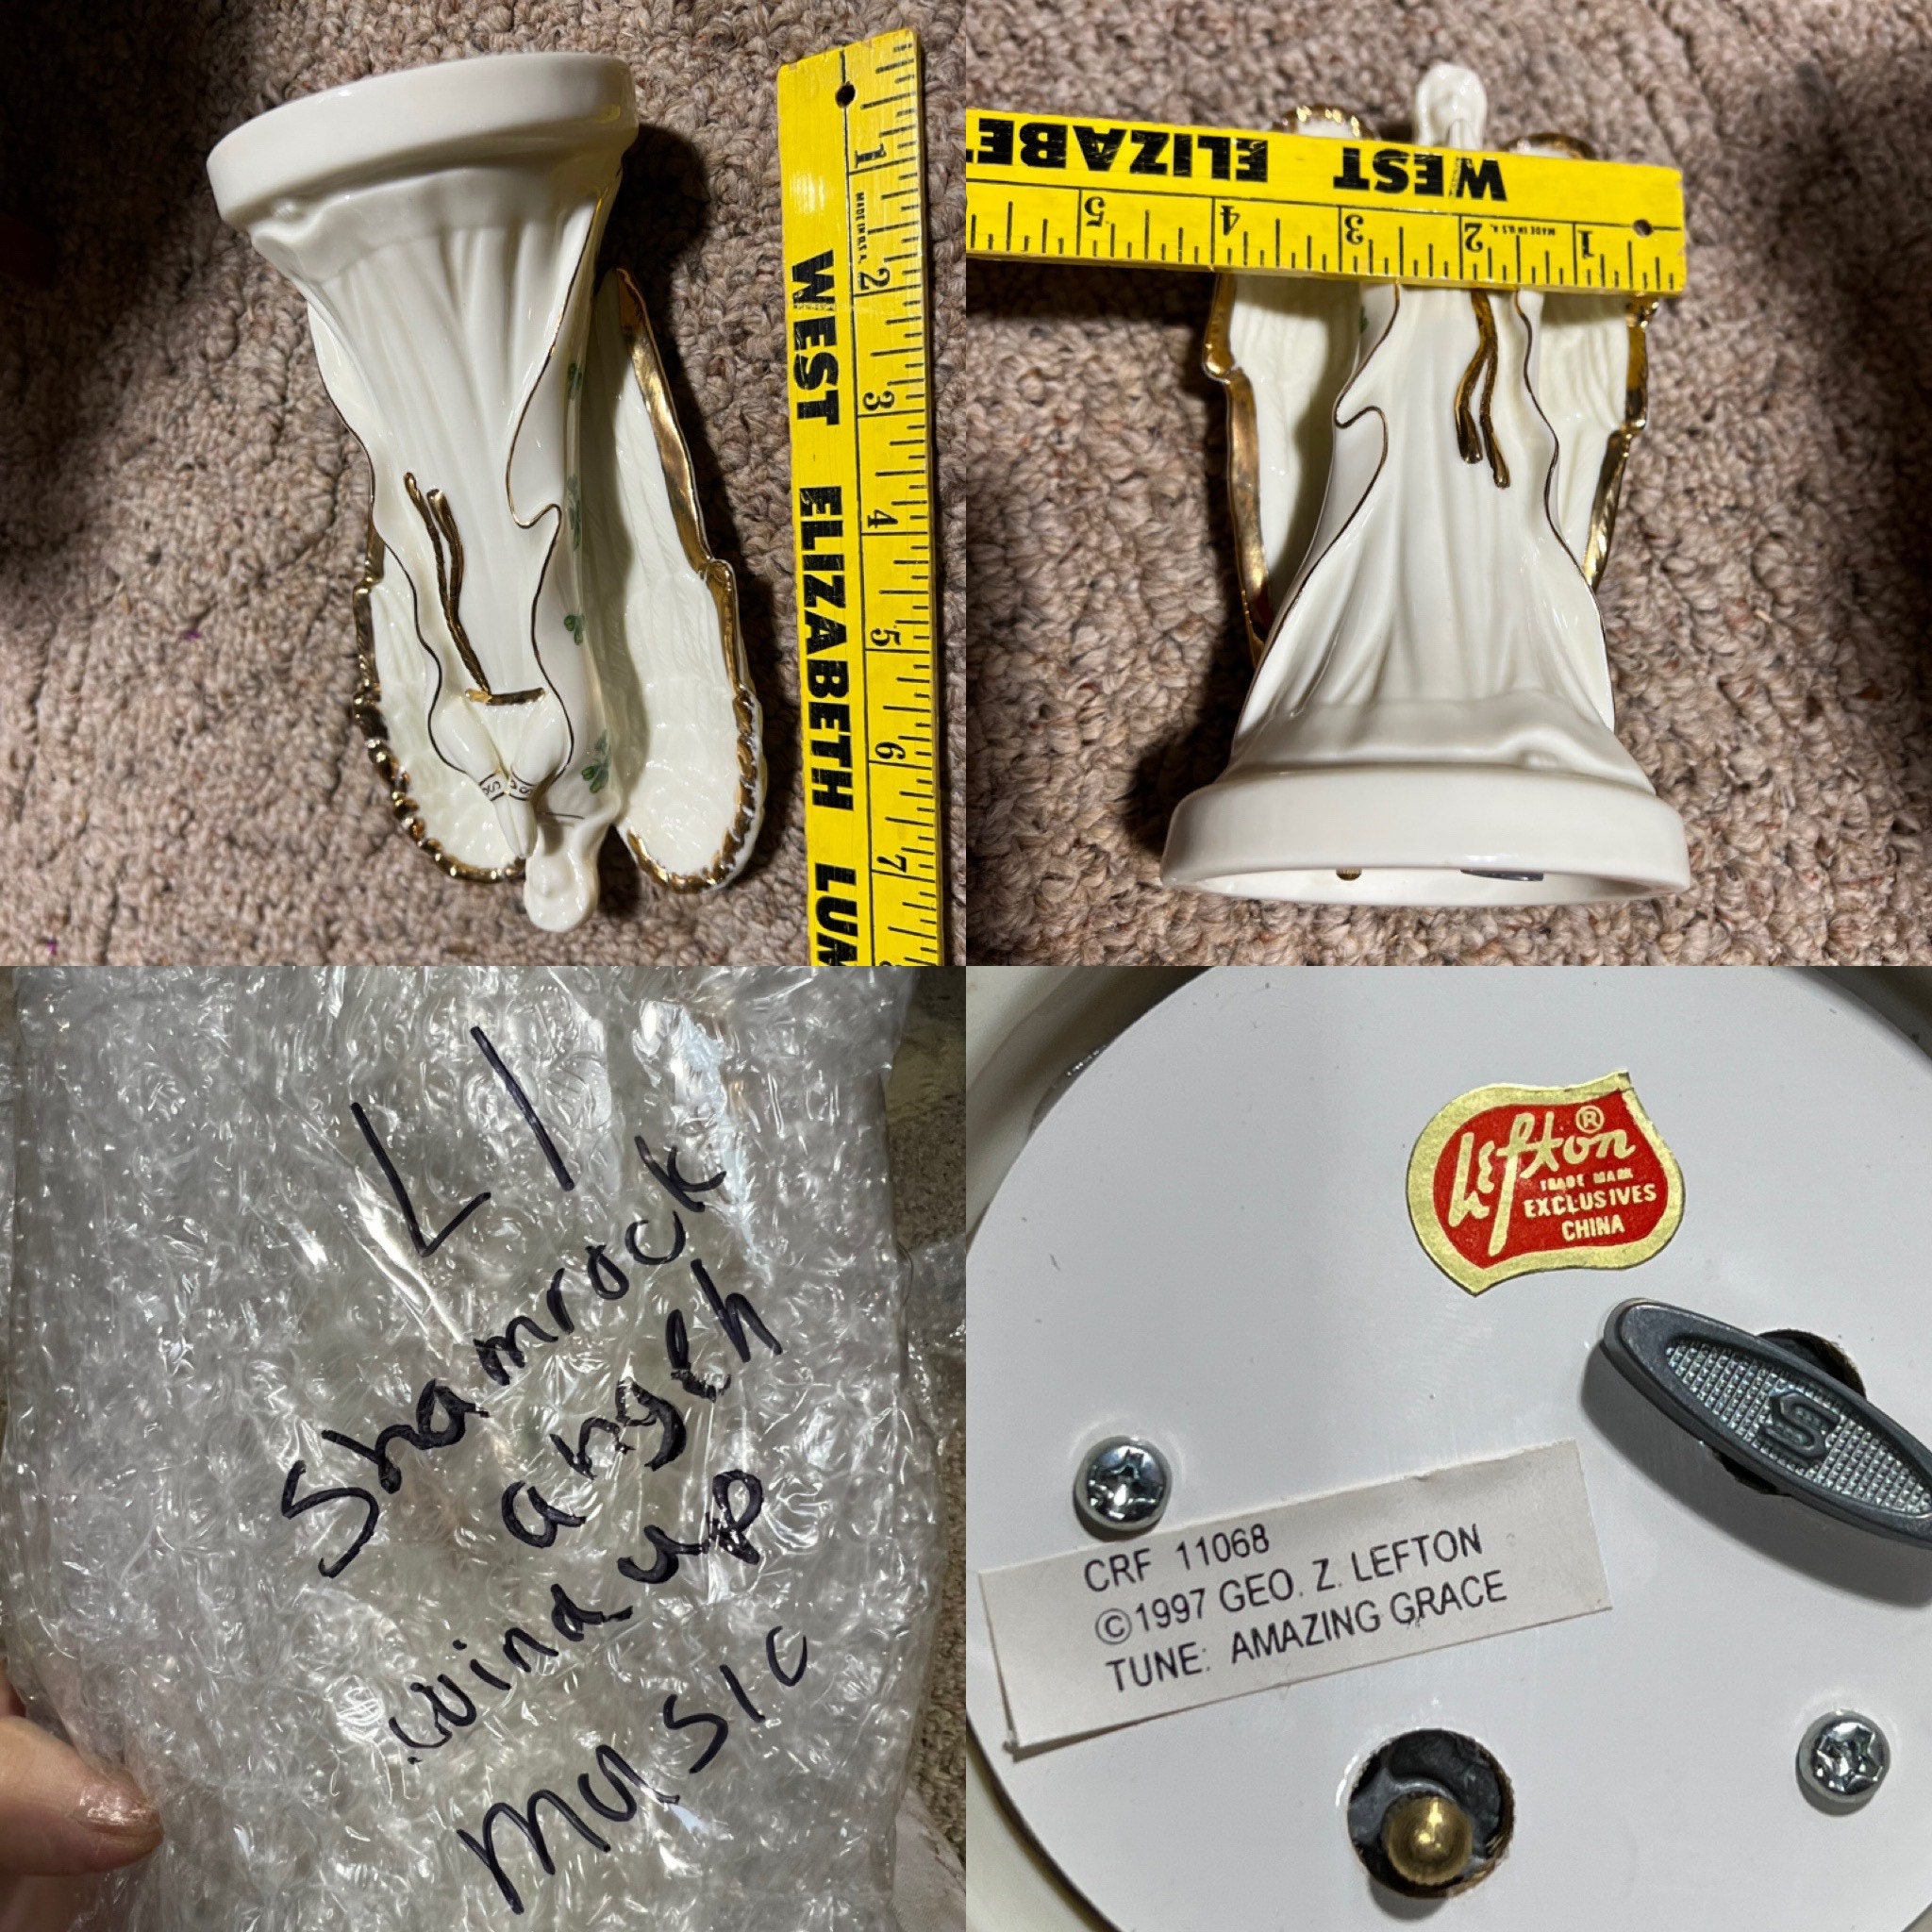 1
MADE IN U.S.A.
2
3
4
5
6
7
WEST ELIZABETH LUM
WEST ELIZABE
1
2
MADE IN U.S.A.
3
4
5
L1
Shamrock
angel
wind up
music
Lefton®
TRADE MARK
EXCLUSIVES
CHINA
S
CRF 11068
©1997 GEO. Z. LEFTON
TUNE: AMAZING GRACE